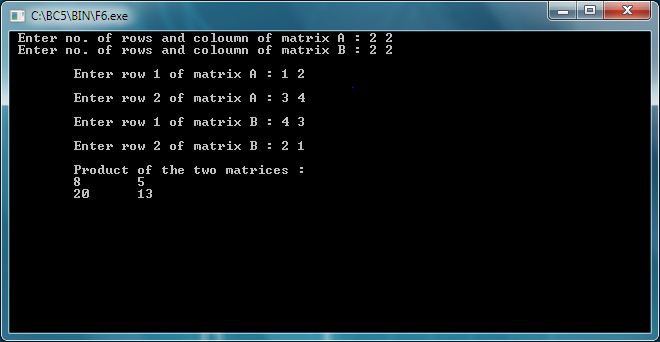 C:\BC5\BIN\F6.exe
Enter no. of rows and coloumn of matrix A : 2 2
Enter no. of rows and coloumn of matrix B : 2 2
Enter row 1 of matrix A : 1 2
Enter row 2 of matrix A : 3 4
Enter row 1 of matrix B : 4 3
Enter row 2 of matrix B : 2 1
Product of the two matrices :
8 5
20 13